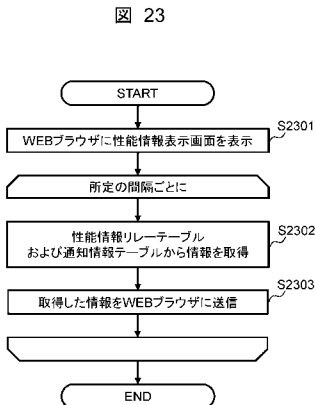 図 23
START
S2301
WEBブラウザに性能情報表示画面を表示
所定の間隔ごとに
S2302
性能情報リレーテーブル
および通知情報テーブルから情報を取得
S2303
取得した情報をWEBブラウザに送信
END